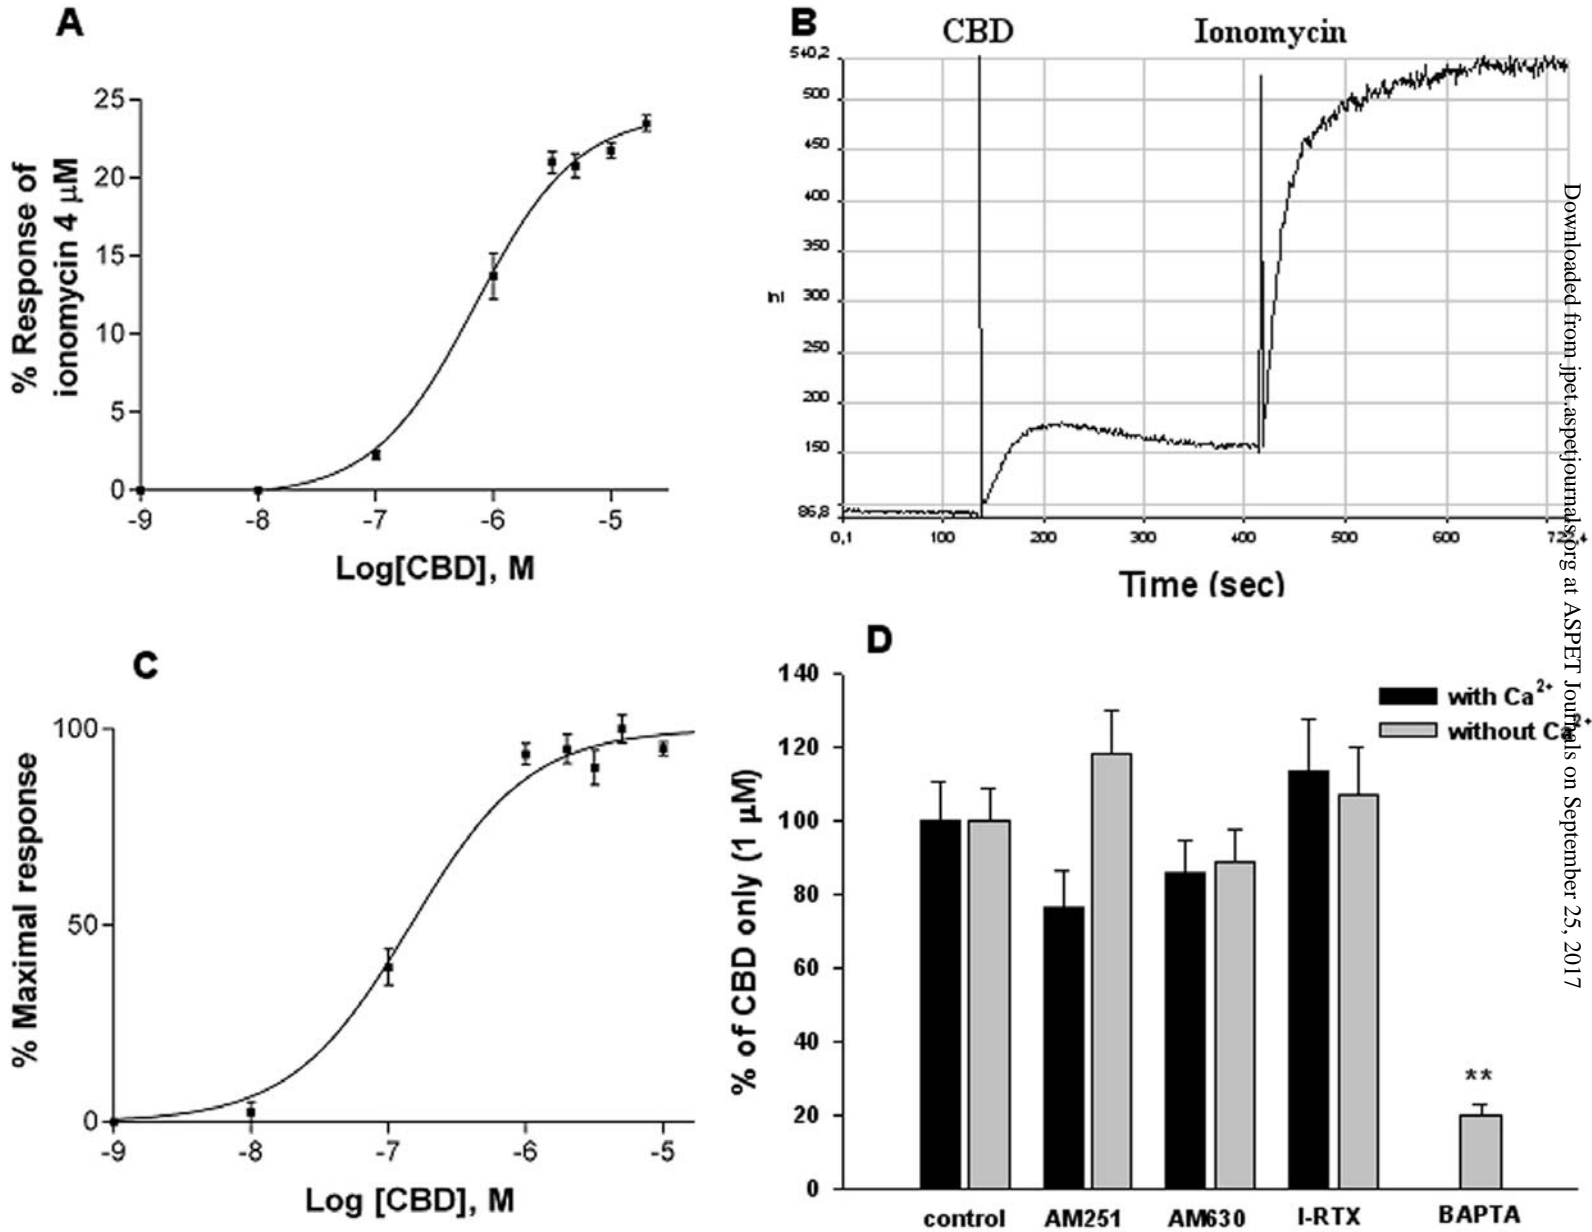 A
% Response of
ionomycin 4 µM
25
20
15
10
5
0
-9 -8 -7 -6 -5
Log[CBD], M
B
CBD Ionomycin
540,2
500
450
400
350
300
250
200
150
86,8
0,1 100 200 300 400 500 600
Time (sec)
C
% Maximal response
100
50
0
-9 -8 -7 -6 -5
Log [CBD], M
D
% of CBD only (1 µM)
140
120
100
80
60
40
20
0
with Ca2+
without Ca2+
**
control AM251 AM630 I-RTX BAPTA
Downloaded from jpet.aspetjournals.org at ASPET Journals on September 25, 2017